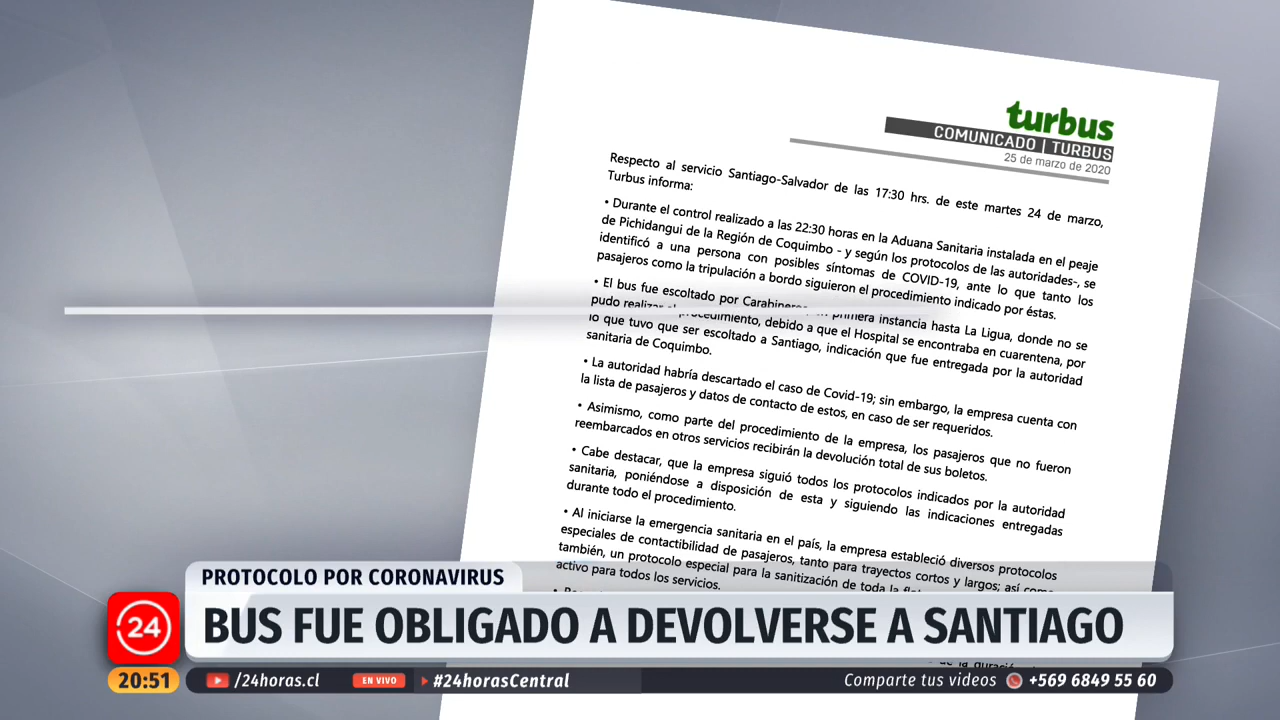 turbus
COMUNICADO | TURBUS
25 de marzo de 2020
Respecto al servicio Santiago-Salvador de las 17:30 hrs. de este martes 24 de marzo,
Turbus informa:
• Durante el control realizado a las 22:30 horas en la Aduana Sanitaria instalada en el peaje
de Pichidangui de la Región de Coquimbo - y según los protocolos de las autoridades-, se
identificó a una persona con posibles síntomas de COVID-19, ante lo que tanto los
pasajeros como la tripulación a bordo siguieron el procedimiento indicado por éstas.
• El bus fue escoltado por Carabineros en primera instancia hasta La Ligua, donde no se
pudo realizar el procedimiento, debido a que el Hospital se encontraba en cuarentena, por
lo que tuvo que ser escoltado a Santiago, indicación que fue entregada por la autoridad
sanitaria de Coquimbo.
• La autoridad habría descartado el caso de Covid-19; sin embargo, la empresa cuenta con
la lista de pasajeros y datos de contacto de estos, en caso de ser requeridos.
• Asimismo, como parte del procedimiento de la empresa, los pasajeros que no fueron
reembarcados en otros servicios recibirán la devolución total de sus boletos.
• Cabe destacar, que la empresa siguió todos los protocolos indicados por la autoridad
sanitaria, poniéndose a disposición de esta y siguiendo las indicaciones entregadas
durante todo el procedimiento.
• Al iniciarse la emergencia sanitaria en el país, la empresa estableció diversos protocolos
especiales de contactibilidad de pasajeros, tanto para trayectos cortos y largos; así como
también, un protocolo especial para la sanitización de toda la
activo para todos los servicios.
de la
PROTOCOLO POR CORONAVIRUS
24
BUS FUE OBLIGADO A DEVOLVERSE A SANTIAGO
20:51
/24horas.cl
EN VIVO
#24horasCentral
Comparte tus videos
+569 6849 55 60